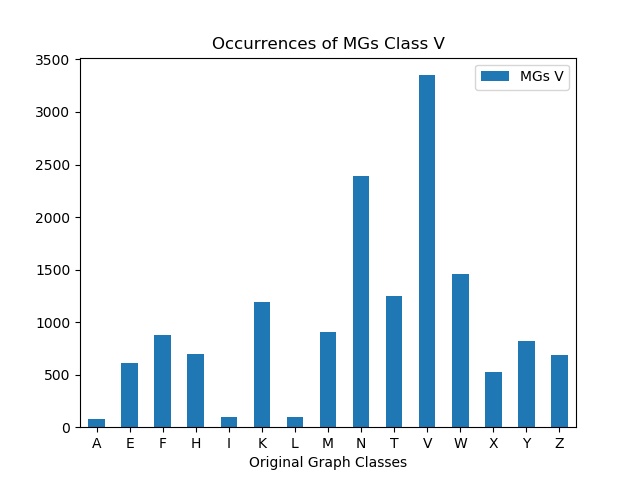 Occurrences of MGs Class V
MGs V
3500
3000
2500
2000
1500
1000
500
0
A E F H I K L M N T V W X Y Z
Original Graph Classes